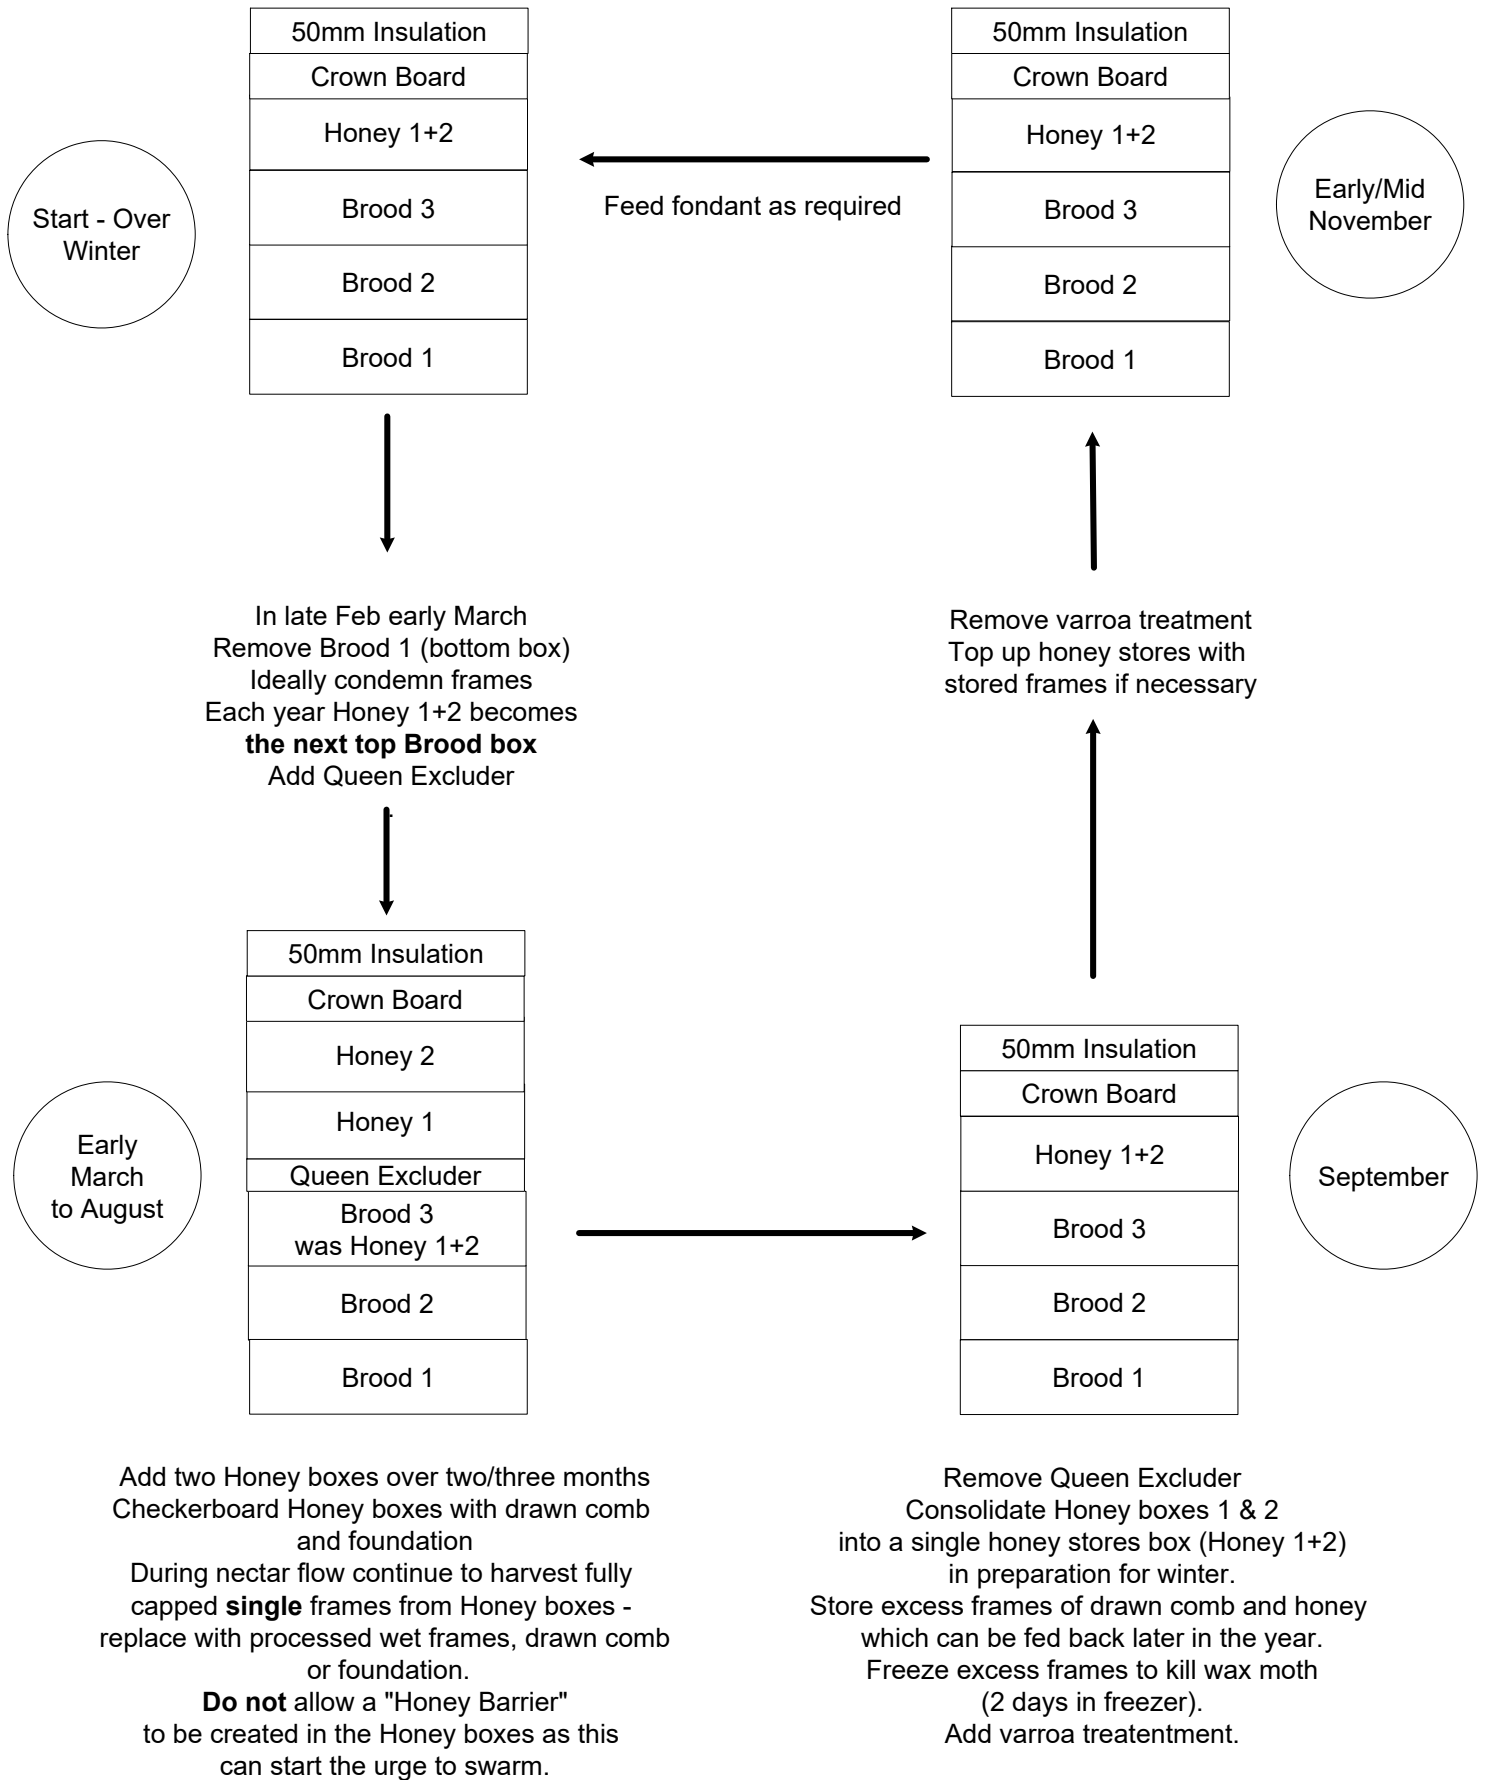 50mm Insulation
Crown Board
Honey 1+2
Brood 3
Brood 2
Brood 1
Start - Over
Winter
50mm Insulation
Crown Board
Honey 1+2
Brood 3
Brood 2
Brood 1
Early/Mid
November
Feed fondant as required
In late Feb early March
Remove Brood 1 (bottom box)
Ideally condemn frames
Each year Honey 1+2 becomes
the next top Brood box
Add Queen Excluder
.
Remove varroa treatment
Top up honey stores with
stored frames if necessary
50mm Insulation
Crown Board
Honey 2
Honey 1
Queen Excluder
Brood 3
was Honey 1+2
Brood 2
Brood 1
Early
March
to August
50mm Insulation
Crown Board
Honey 1+2
Brood 3
Brood 2
Brood 1
September
Add two Honey boxes over two/three months
Checkerboard Honey boxes with drawn comb
and foundation
During nectar flow continue to harvest fully
capped single frames from Honey boxes -
replace with processed wet frames, drawn comb
or foundation.
Do not allow a "Honey Barrier"
to be created in the Honey boxes as this
can start the urge to swarm.
Remove Queen Excluder
Consolidate Honey boxes 1 & 2
into a single honey stores box (Honey 1+2)
in preparation for winter.
Store excess frames of drawn comb and honey
which can be fed back later in the year.
Freeze excess frames to kill wax moth
(2 days in freezer).
Add varroa treatentment.